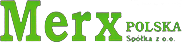 Merx POLSKA
Spółka z o.o.